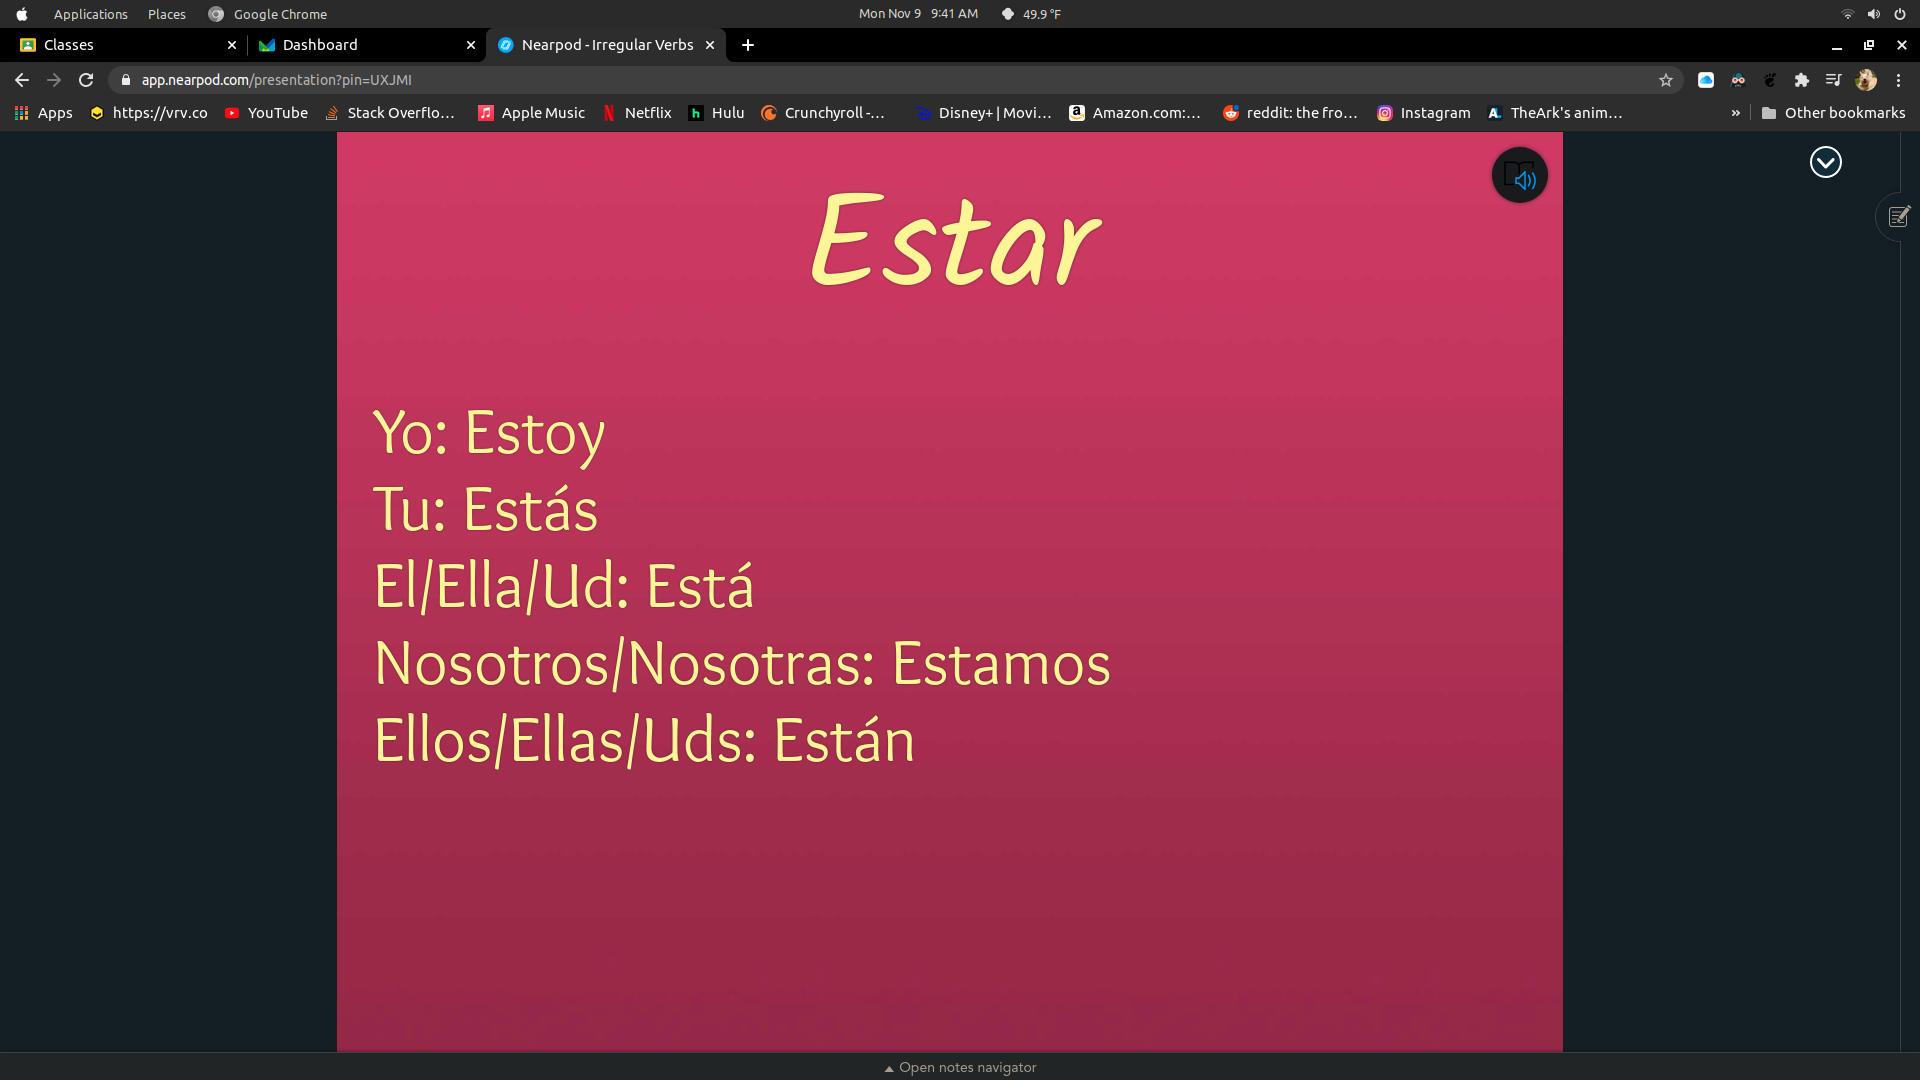 Applications Places Google Chrome Mon Nov 9 9:41 AM 49.9 °F
Classes Dashboard Nearpod - Irregular Verbs
app.nearpod.com/presentation?pin=UXJMI
Apps https://vrv.co YouTube Stack Overflo... Apple Music Netflix Hulu Crunchyroll -... Disney+ | Movi... Amazon.com:... reddit: the fro... Instagram TheArk's anim... » Other bookmarks
Estar
Yo: Estoy
Tu: Estás
El/Ella/Ud: Está
Nosotros/Nosotras: Estamos
Ellos/Ellas/Uds: Están
Open notes navigator